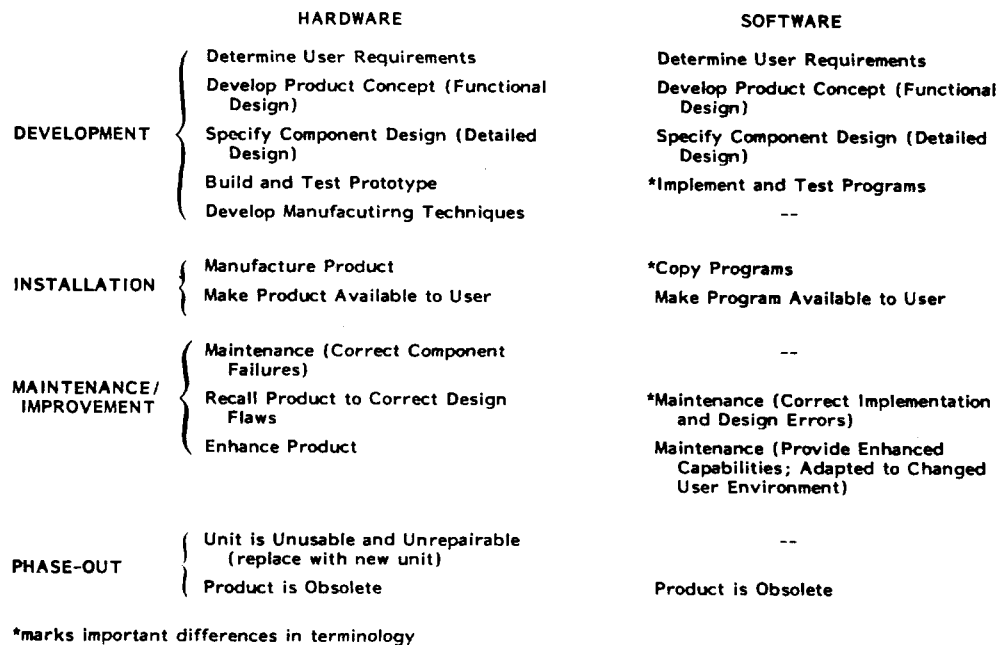 HARDWARE SOFTWARE
Determine User Requirements Determine User Requirements
Develop Product Concept (Functional Develop Product Concept (Functional
Design) Design)
DEVELOPMENT Specify Component Design (Detailed Specify Component Design (Detailed
Design) Design)
Build and Test Prototype *Implement and Test Programs
Develop Manufacutirng Techniques --
INSTALLATION Manufacture Product *Copy Programs
Make Product Available to User Make Program Available to User
Maintenance (Correct Component --
Failures)
MAINTENANCE/ Recall Product to Correct Design *Maintenance (Correct Implementation
IMPROVEMENT Flaws and Design Errors)
Enhance Product Maintenance (Provide Enhanced
Capabilities; Adapted to Changed
User Environment)
Unit is Unusable and Unrepairable --
(replace with new unit)
PHASE-OUT Product is Obsolete Product is Obsolete
*marks important differences in terminology